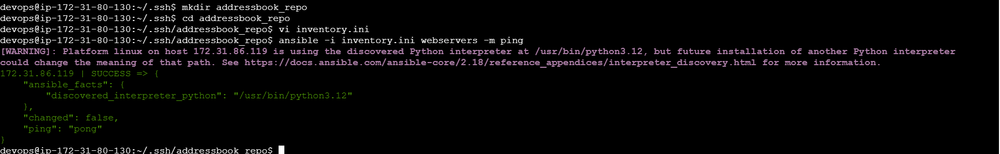 devops@ip-172-31-80-130:~/.ssh$ mkdir addressbook_repo
devops@ip-172-31-80-130:~/.ssh$ cd addressbook_repo
devops@ip-172-31-80-130:~/.ssh/addressbook_repo$ vi inventory.ini
devops@ip-172-31-80-130:~/.ssh/addressbook_repo$ ansible -i inventory.ini webservers -m ping
[WARNING]: Platform linux on host 172.31.86.119 is using the discovered Python interpreter at /usr/bin/python3.12, but future installation of another Python interpreter
could change the meaning of that path. See https://docs.ansible.com/ansible-core/2.18/reference_appendices/interpreter_discovery.html for more information.
172.31.86.119 | SUCCESS => {
    "ansible_facts": {
        "discovered_interpreter_python": "/usr/bin/python3.12"
    },
    "changed": false,
    "ping": "pong"
}
devops@ip-172-31-80-130:~/.ssh/addressbook_repo$